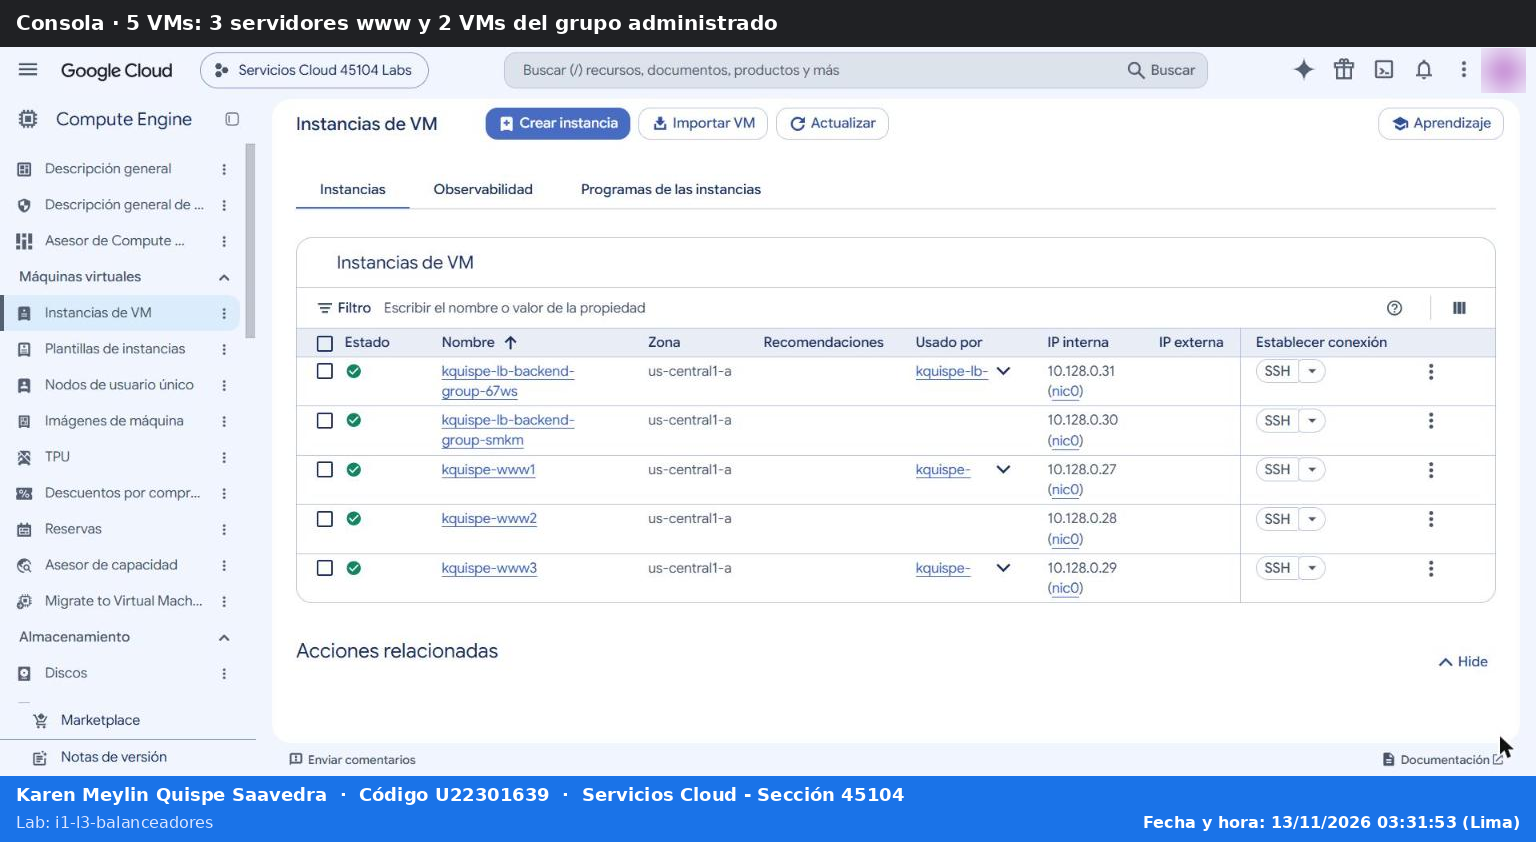 Consola · 5 VMs: 3 servidores www y 2 VMs del grupo administrado
Google Cloud
Servicios Cloud 45104 Labs
Buscar (/) recursos, documentos, productos y más
Buscar
Compute Engine
Instancias de VM
Crear instancia
Importar VM
Actualizar
Aprendizaje
Descripción general
Descripción general de ...
Asesor de Compute ...
Máquinas virtuales
Instancias de VM
Plantillas de instancias
Nodos de usuario único
Imágenes de máquina
TPU
Descuentos por compr...
Reservas
Asesor de capacidad
Migrate to Virtual Mach...
Almacenamiento
Discos
Marketplace
Notas de versión
Instancias
Observabilidad
Programas de las instancias
Instancias de VM
Filtro Escribir el nombre o valor de la propiedad
Estado Nombre Zona Recomendaciones Usado por IP interna IP externa Establecer conexión
kquispe-lb-backend- us-central1-a kquispe-lb- 10.128.0.31 SSH
group-67ws (nic0)
kquispe-lb-backend- us-central1-a 10.128.0.30 SSH
group-smkm (nic0)
kquispe-www1 us-central1-a kquispe- 10.128.0.27 SSH
(nic0)
kquispe-www2 us-central1-a 10.128.0.28 SSH
(nic0)
kquispe-www3 us-central1-a kquispe- 10.128.0.29 SSH
(nic0)
Acciones relacionadas
Hide
Enviar comentarios
Documentación
Karen Meylin Quispe Saavedra · Código U22301639 · Servicios Cloud - Sección 45104
Lab: i1-l3-balanceadores
Fecha y hora: 13/11/2026 03:31:53 (Lima)